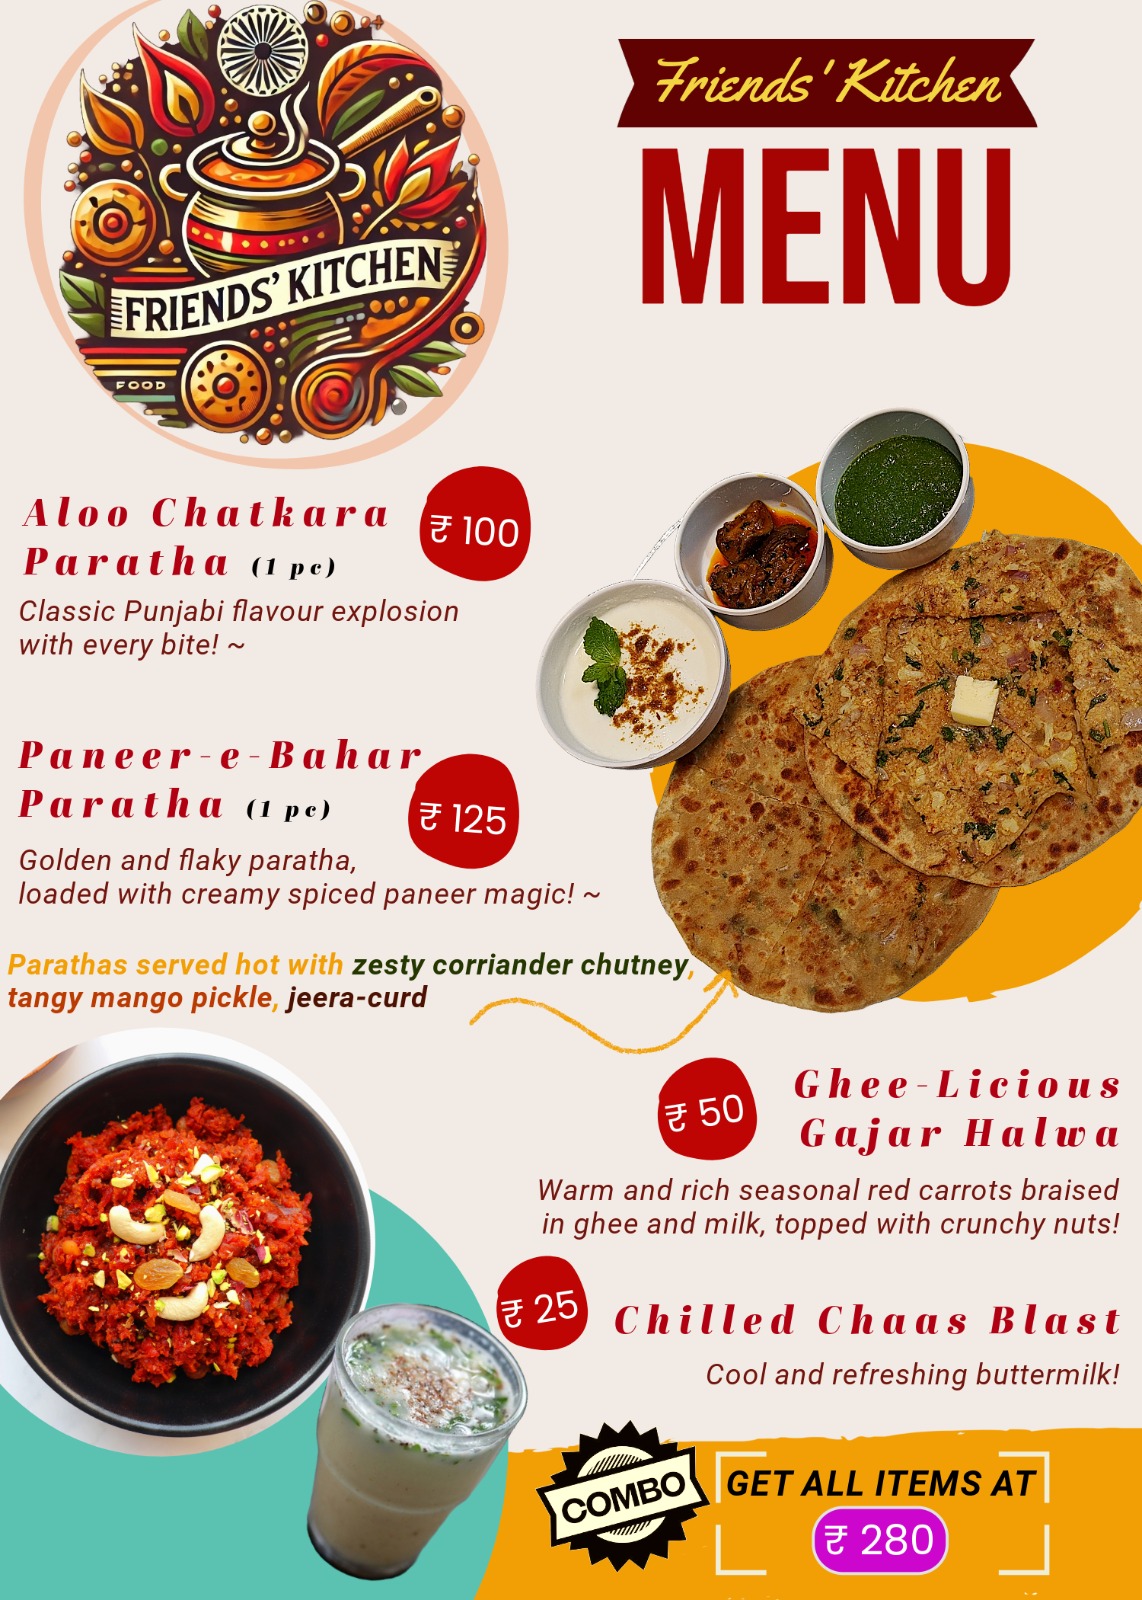 FRIENDS' KITCHEN
FOOD
Friends' Kitchen
MENU
Aloo Chatkara
Paratha (1 pc)
₹ 100
Classic Punjabi flavour explosion
with every bite! ~
Paneer-e-Bahar
Paratha (1 pc)
₹ 125
Golden and flaky paratha,
loaded with creamy spiced paneer magic! ~
Parathas served hot with zesty corriander chutney,
tangy mango pickle, jeera-curd
₹ 50
Ghee-Licious
Gajar Halwa
Warm and rich seasonal red carrots braised
in ghee and milk, topped with crunchy nuts!
₹ 25
Chilled Chaas Blast
Cool and refreshing buttermilk!
COMBO
GET ALL ITEMS AT
₹ 280